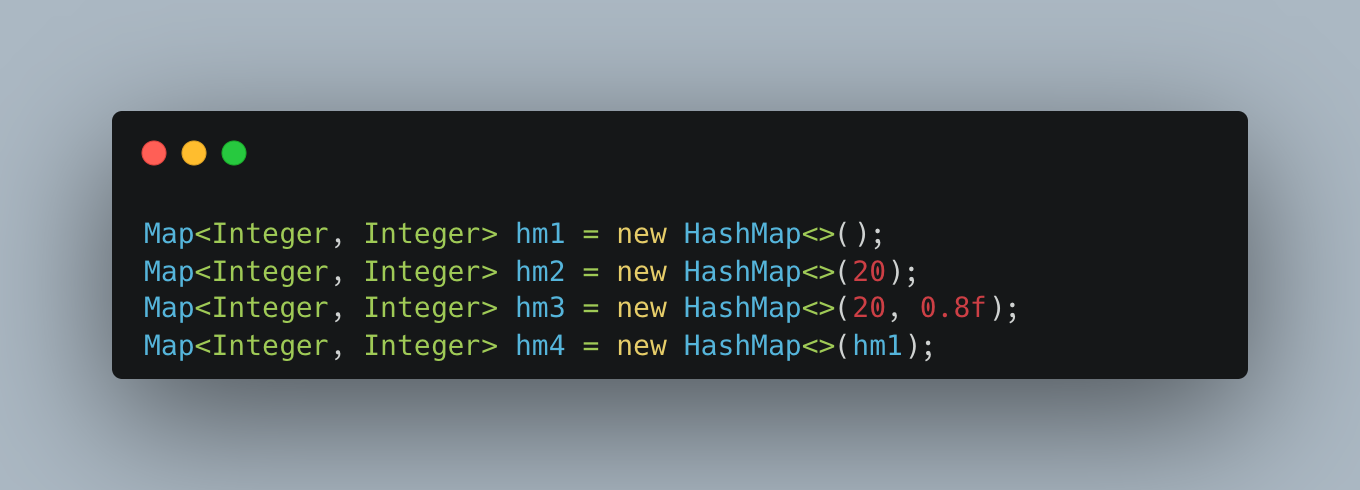 Map<Integer, Integer> hm1 = new HashMap<>();
Map<Integer, Integer> hm2 = new HashMap<>(20);
Map<Integer, Integer> hm3 = new HashMap<>(20, 0.8f);
Map<Integer, Integer> hm4 = new HashMap<>(hm1);